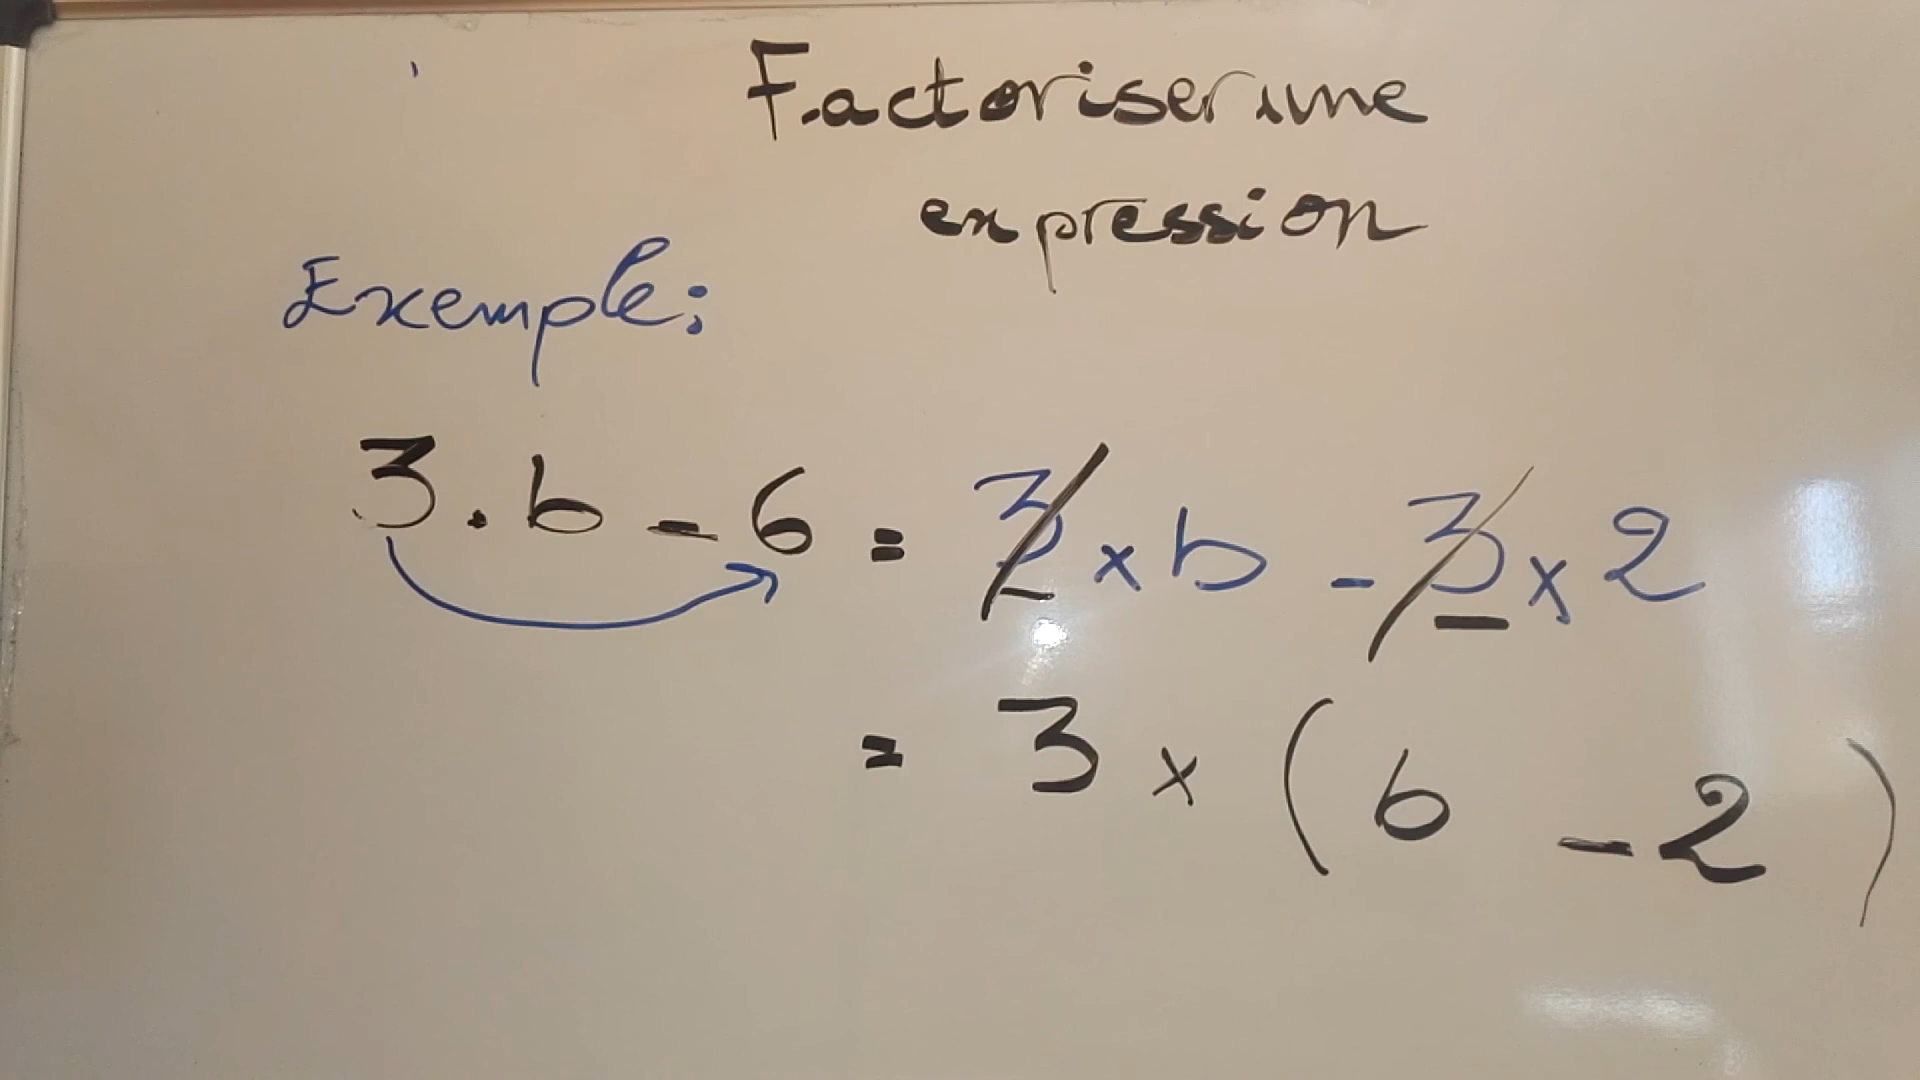 Factoriser une
expression
Exemple:
3.b - 6 = 3 x b - 3 x 2
= 3 x (b - 2)